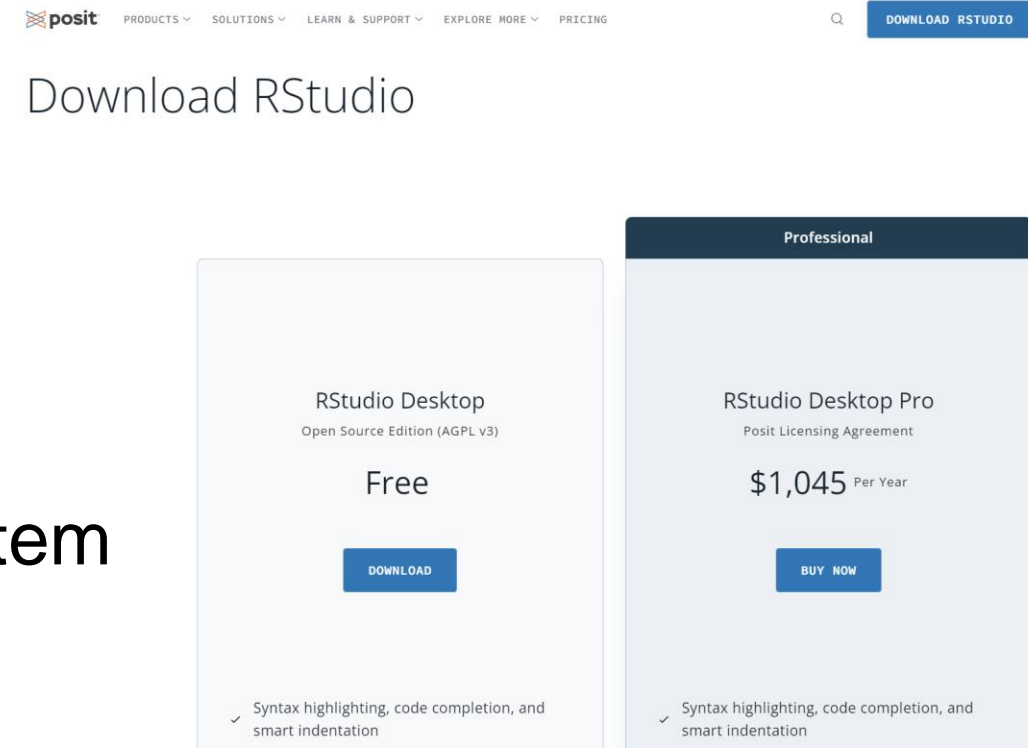 posit PRODUCTS SOLUTIONS LEARN & SUPPORT EXPLORE MORE PRICING DOWNLOAD RSTUDIO
Download RStudio
Professional
RStudio Desktop
Open Source Edition (AGPL v3)
Free
DOWNLOAD
Syntax highlighting, code completion, and
smart indentation
RStudio Desktop Pro
Posit Licensing Agreement
$1,045 Per Year
BUY NOW
Syntax highlighting, code completion, and
smart indentation
tem